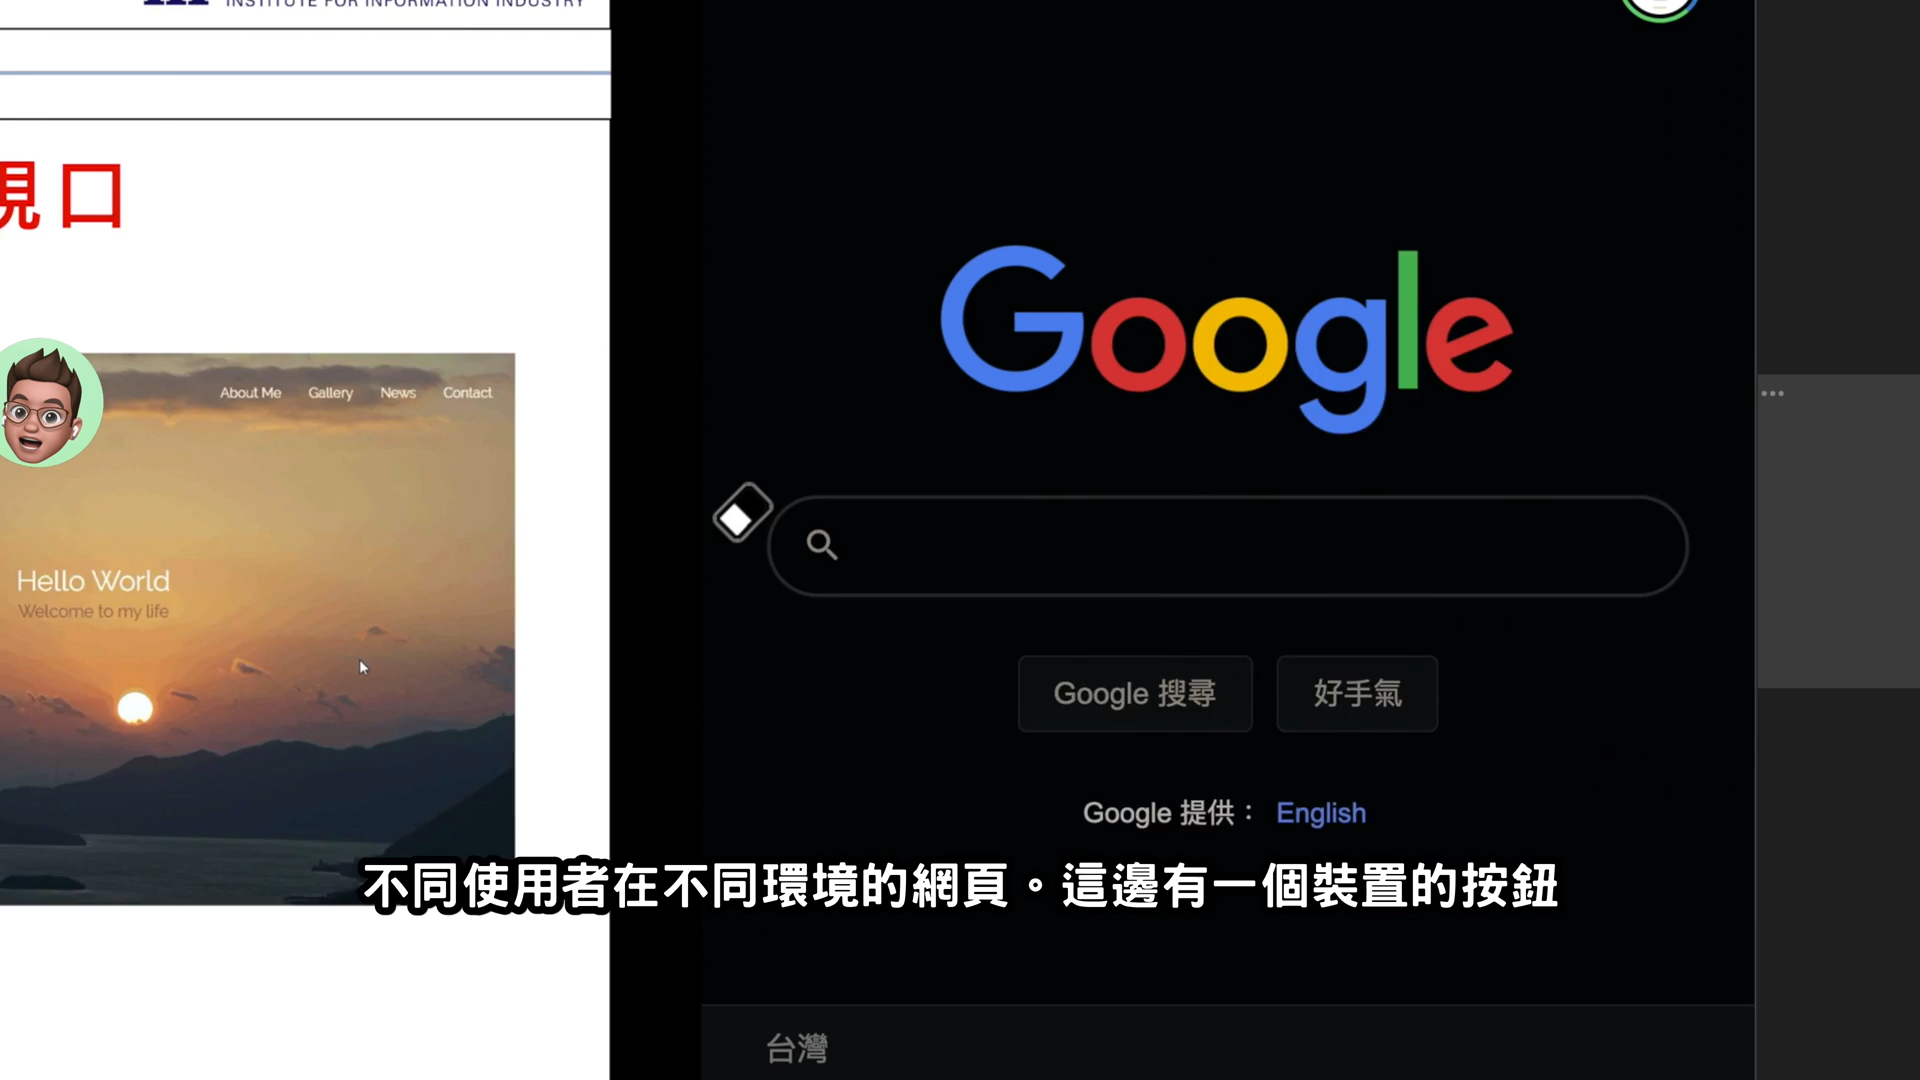 INSTITUTE FOR INFORMATION INDUSTRY
視口
About Me Gallery News Contact
Hello World
Welcome to my life
Google
Google 搜尋
好手氣
Google 提供： English
不同使用者在不同環境的網頁。這邊有一個裝置的按鈕
台灣